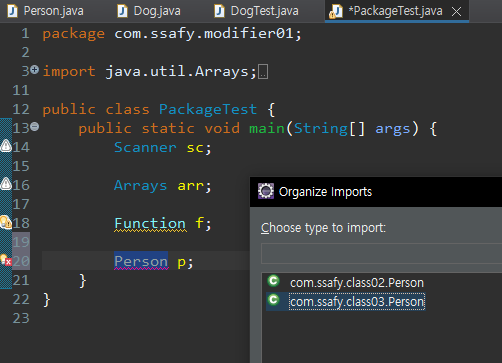 Person.java Dog.java DogTest.java *PackageTest.java
1 package com.ssafy.modifier01;
2
3 import java.util.Arrays;
11
12 public class PackageTest {
13 public static void main(String[] args) {
14 Scanner sc;
15
16 Arrays arr;
17
18 Function f;
19
20 Person p;
21 }
22 }
23
Organize Imports
Choose type to import:
com.ssafy.class02.Person
com.ssafy.class03.Person